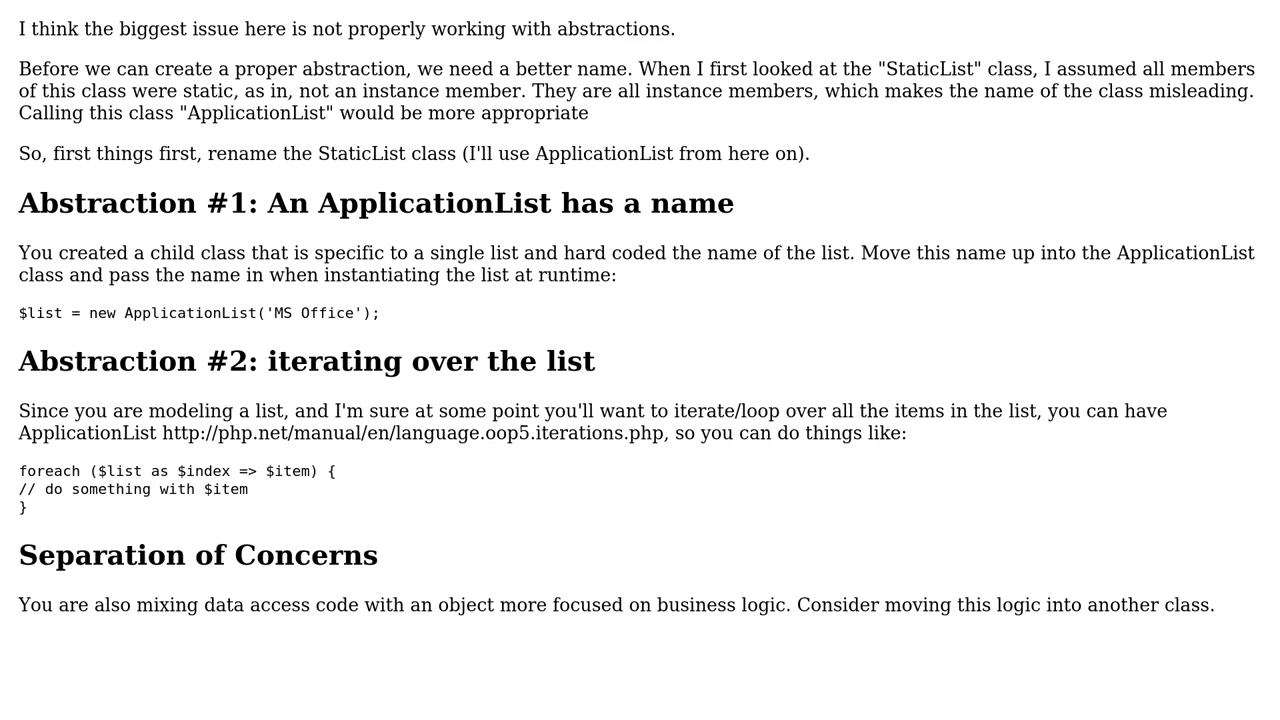 I think the biggest issue here is not properly working with abstractions.
Before we can create a proper abstraction, we need a better name. When I first looked at the "StaticList" class, I assumed all members
of this class were static, as in, not an instance member. They are all instance members, which makes the name of the class misleading.
Calling this class "ApplicationList" would be more appropriate
So, first things first, rename the StaticList class (I'll use ApplicationList from here on).
Abstraction #1: An ApplicationList has a name
You created a child class that is specific to a single list and hard coded the name of the list. Move this name up into the ApplicationList
class and pass the name in when instantiating the list at runtime:
$list = new ApplicationList('MS Office');
Abstraction #2: iterating over the list
Since you are modeling a list, and I'm sure at some point you'll want to iterate/loop over all the items in the list, you can have
ApplicationList http://php.net/manual/en/language.oop5.iterations.php, so you can do things like:
foreach ($list as $index => $item) {
// do something with $item
}
Separation of Concerns
You are also mixing data access code with an object more focused on business logic. Consider moving this logic into another class.